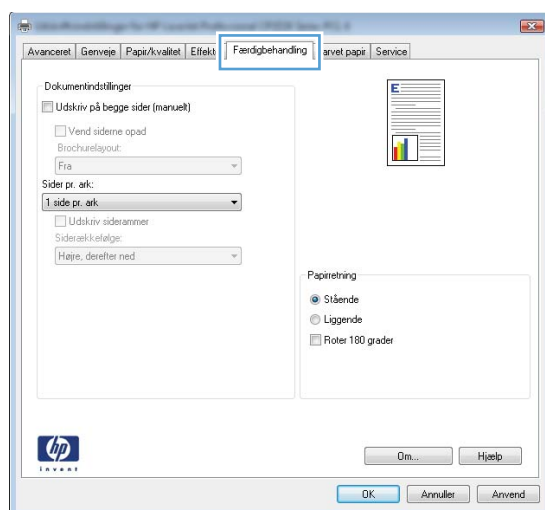 Avanceret Genveje Papir/kvalitet Effekt Færdigbehandling arvet papir Service
Dokumentindstillinger
Udskriv på begge sider (manuelt)
Vend siderne opad
Brochurelayout:
Fra
Sider pr. ark:
1 side pr. ark
Udskriv siderammer
Siderækkefølge:
Højre, derefter ned
E
Papirretning
Stående
Liggende
Roter 180 grader
hp
invent
Om... Hjælp
OK Annuller Anvend